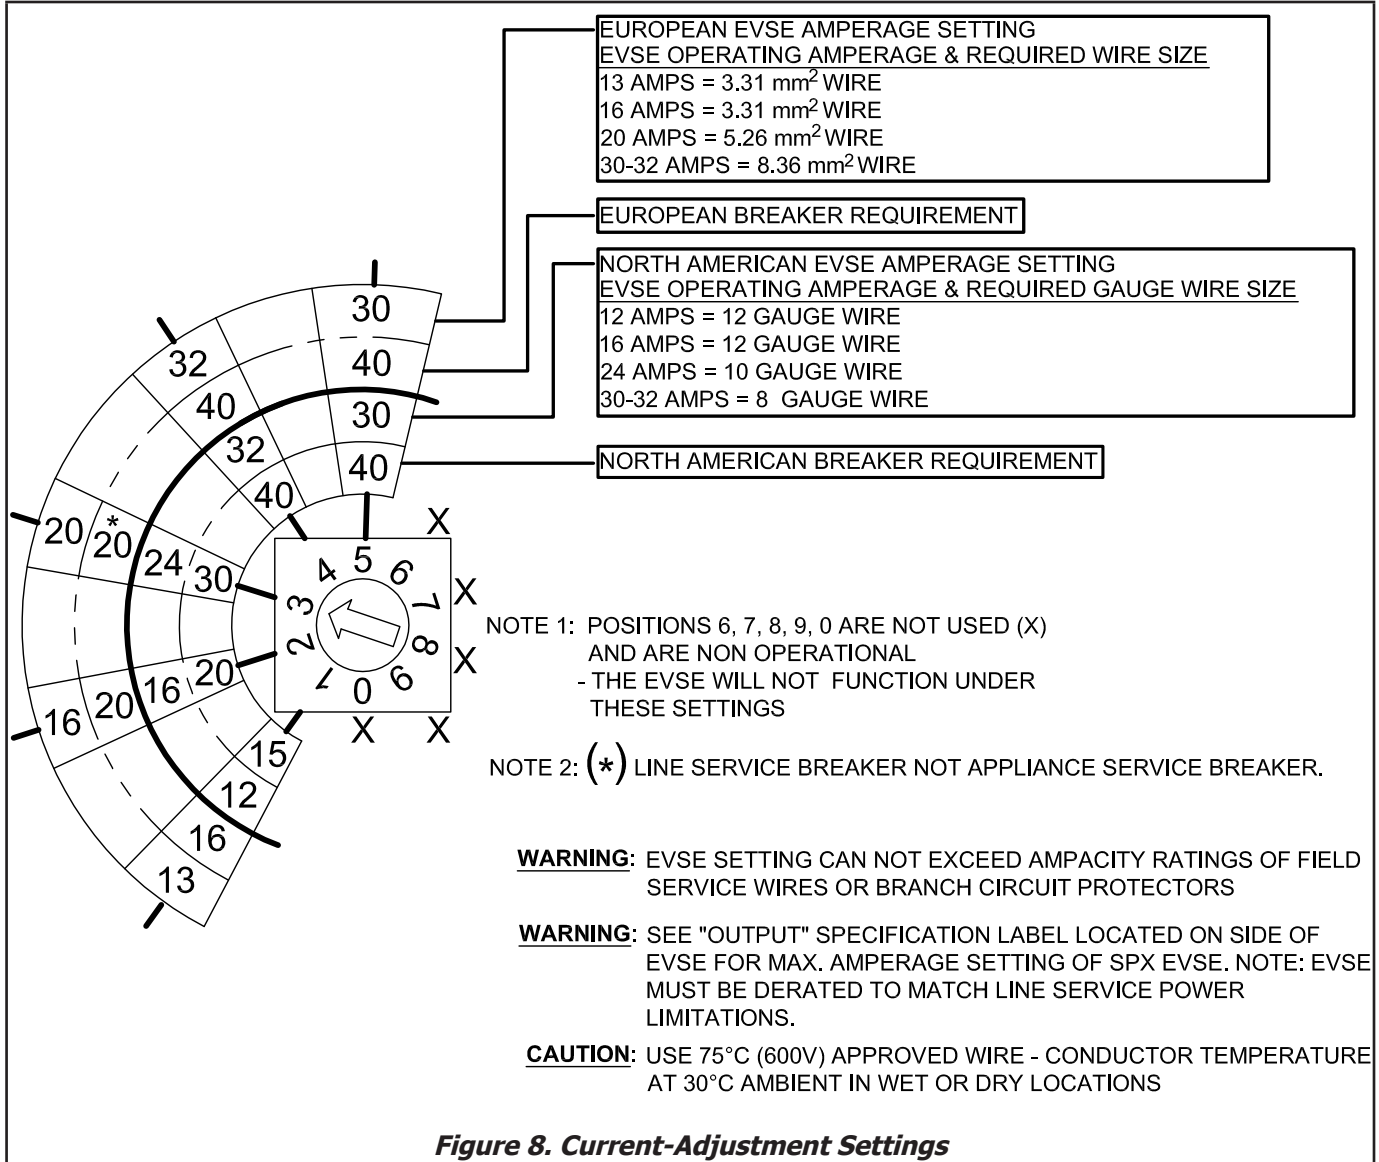 EUROPEAN EVSE AMPERAGE SETTING
EVSE OPERATING AMPERAGE & REQUIRED WIRE SIZE
13 AMPS = 3.31 mm² WIRE
16 AMPS = 3.31 mm² WIRE
20 AMPS = 5.26 mm² WIRE
30-32 AMPS = 8.36 mm² WIRE
EUROPEAN BREAKER REQUIREMENT
NORTH AMERICAN EVSE AMPERAGE SETTING
EVSE OPERATING AMPERAGE & REQUIRED GAUGE WIRE SIZE
12 AMPS = 12 GAUGE WIRE
16 AMPS = 12 GAUGE WIRE
24 AMPS = 10 GAUGE WIRE
30-32 AMPS = 8 GAUGE WIRE
NORTH AMERICAN BREAKER REQUIREMENT
30
40
30
40
32
40
32
40
20
*
20
24
30
16
20
16
20
13
16
12
15
0
1
2
3
4
5
6
7
8
9
X
X
X
X
X
NOTE 1: POSITIONS 6, 7, 8, 9, 0 ARE NOT USED (X)
AND ARE NON OPERATIONAL
- THE EVSE WILL NOT FUNCTION UNDER
THESE SETTINGS
NOTE 2: (*) LINE SERVICE BREAKER NOT APPLIANCE SERVICE BREAKER.
WARNING: EVSE SETTING CAN NOT EXCEED AMPACITY RATINGS OF FIELD
SERVICE WIRES OR BRANCH CIRCUIT PROTECTORS
WARNING: SEE "OUTPUT" SPECIFICATION LABEL LOCATED ON SIDE OF
EVSE FOR MAX. AMPERAGE SETTING OF SPX EVSE. NOTE: EVSE
MUST BE DERATED TO MATCH LINE SERVICE POWER
LIMITATIONS.
CAUTION: USE 75°C (600V) APPROVED WIRE - CONDUCTOR TEMPERATURE
AT 30°C AMBIENT IN WET OR DRY LOCATIONS
Figure 8. Current-Adjustment Settings